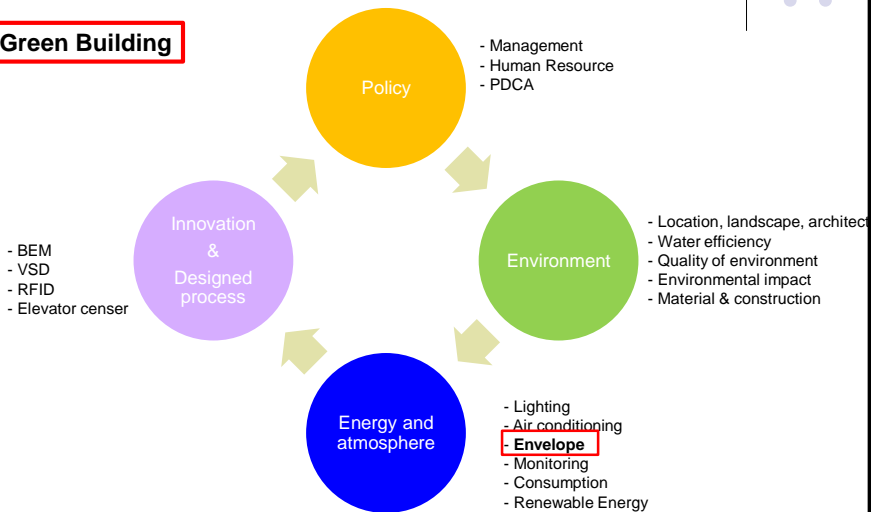 Green Building
Policy
- Management
- Human Resource
- PDCA
Environment
- Location, landscape, architect
- Water efficiency
- Quality of environment
- Environmental impact
- Material & construction
Energy and
atmosphere
- Lighting
- Air conditioning
- Envelope
- Monitoring
- Consumption
- Renewable Energy
Innovation
&
Designed
process
- BEM
- VSD
- RFID
- Elevator censer